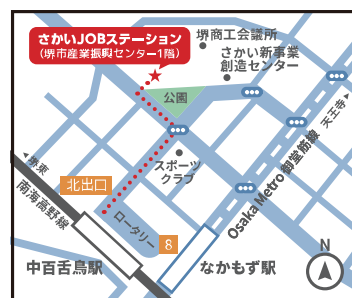 さかいJOBステーション
(堺市産業振興センター1階)
堺商工会議所
さかい新事業
創造センター
公園
天王寺
スポーツ
クラブ
Osaka Metro 御堂筋線
堺東
南海高野線
北出口
ロータリー
8
中百舌鳥駅
なかもず駅
N